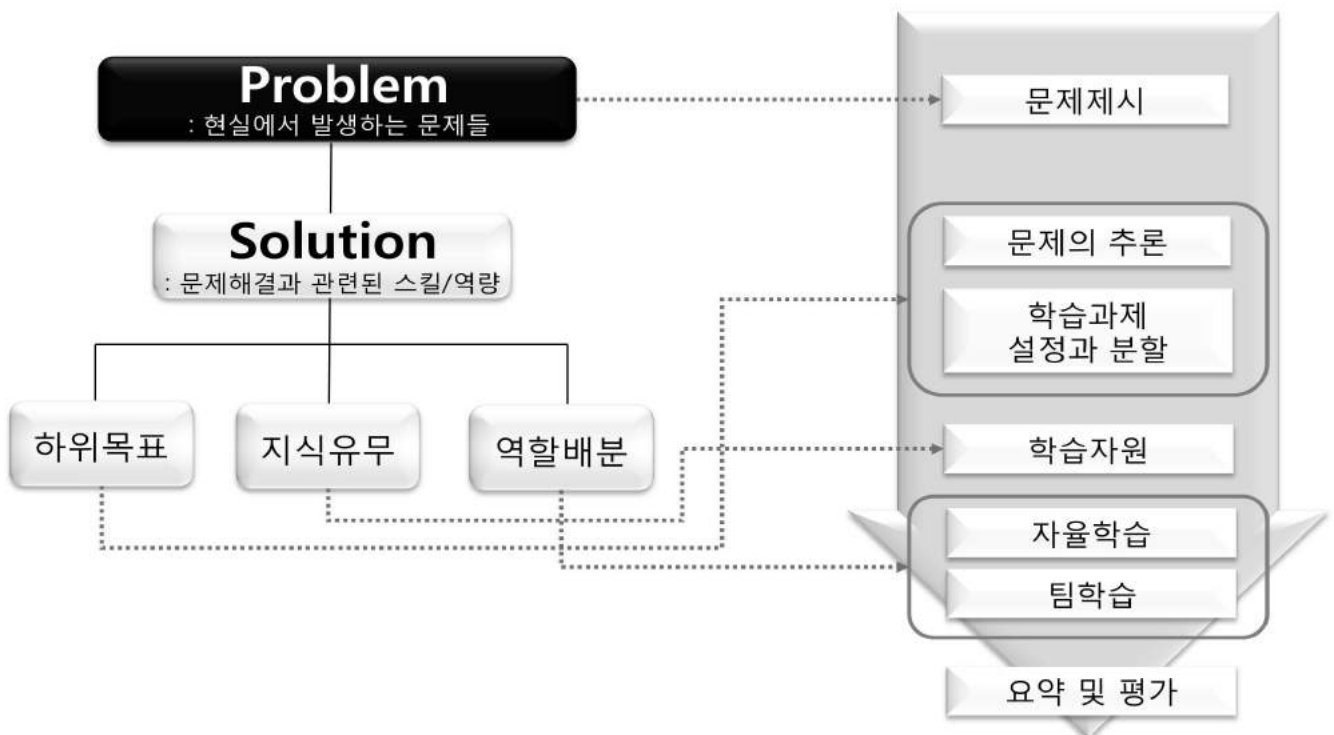 Problem
: 현실에서 발생하는 문제들
Solution
: 문제해결과 관련된 스킬/역량
하위목표
지식유무
역할배분
문제제시
문제의 추론
학습과제
설정과 분할
학습자원
자율학습
팀학습
요약 및 평가